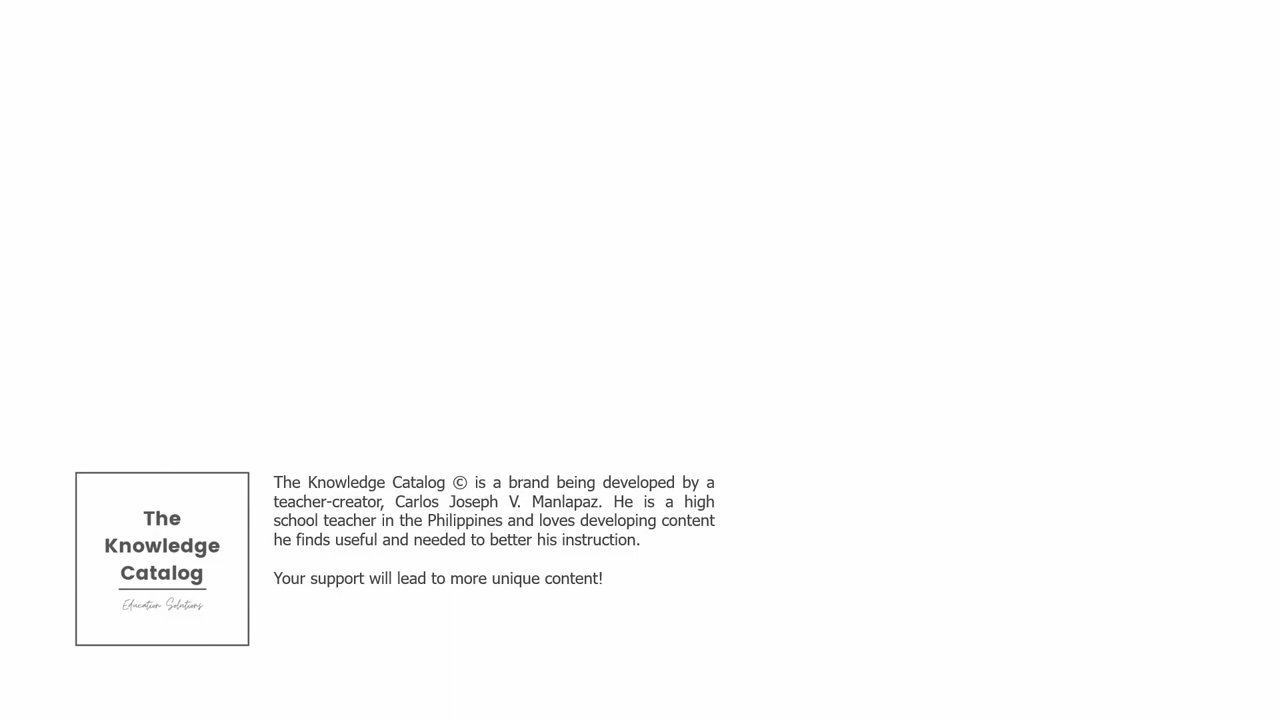 The
Knowledge
Catalog
Education Solutions
The Knowledge Catalog © is a brand being developed by a
teacher-creator, Carlos Joseph V. Manlapaz. He is a high
school teacher in the Philippines and loves developing content
he finds useful and needed to better his instruction.
Your support will lead to more unique content!